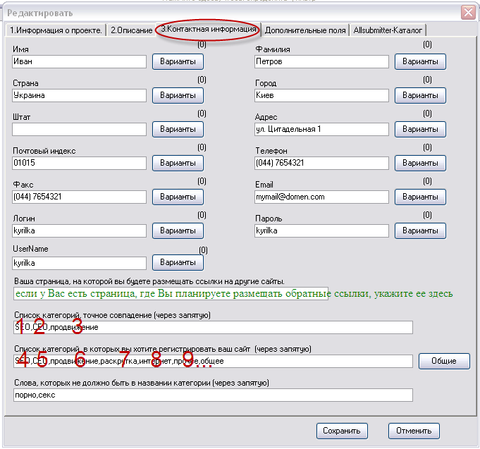 Редактировать
1.Информация о проекте. 2.Описание 3.Контактная информация Дополнительные поля Allsubmitter-Каталог
Имя (0) Фамилия (0)
Иван Варианты Петров Варианты
Страна (0) Город (0)
Украина Варианты Киев Варианты
Штат (0) Адрес (0)
Варианты ул. Цитадельная 1 Варианты
Почтовый индекс (0) Телефон (0)
01015 Варианты (044) 7654321 Варианты
Факс (0) Email (0)
(044) 7654321 Варианты mymail@domen.com Варианты
Логин (0) Пароль (0)
kyrilka Варианты kyrilka Варианты
UserName (0)
kyrilka Варианты
Ваша страница, на которой вы будете размещать ссылки на другие сайты.
если у Вас есть страница, где Вы планируете размещать обратные ссылки, укажите ее здесь
Список категорий, точное совпадение (через запятую)
SEO,СЕО,продвижение
1 2 3
Список категорий, в которых вы хотите регистрировать ваш сайт (через запятую)
SEO,СЕО,продвижение,раскрутка,интернет,прочее,общее Общие
4 5 6 7 8 9...
Слова, которых не должно быть в названии категории (через запятую)
порно,секс
Сохранить Отменить